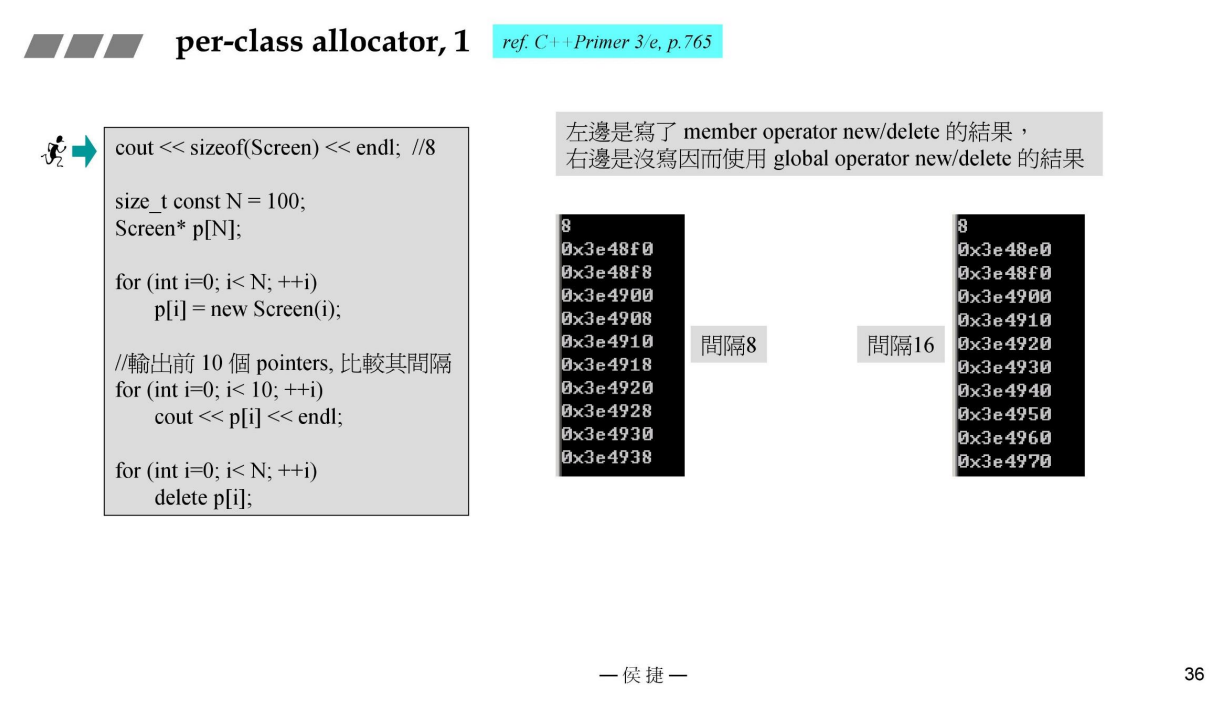 per-class allocator, 1
ref. C++Primer 3/e, p.765
cout << sizeof(Screen) << endl;  //8
size_t const N = 100;
Screen* p[N];
for (int i=0; i< N; ++i)
p[i] = new Screen(i);
//輸出前 10 個 pointers, 比較其間隔
for (int i=0; i< 10; ++i)
cout << p[i] << endl;
for (int i=0; i< N; ++i)
delete p[i];
左邊是寫了 member operator new/delete 的結果，
右邊是沒寫因而使用 global operator new/delete 的結果
8
0x3e48f0
0x3e48f8
0x3e4900
0x3e4908
0x3e4910
0x3e4918
0x3e4920
0x3e4928
0x3e4930
0x3e4938
間隔8
間隔16
8
0x3e48e0
0x3e48f0
0x3e4900
0x3e4910
0x3e4920
0x3e4930
0x3e4940
0x3e4950
0x3e4960
0x3e4970
— 侯捷 —
36